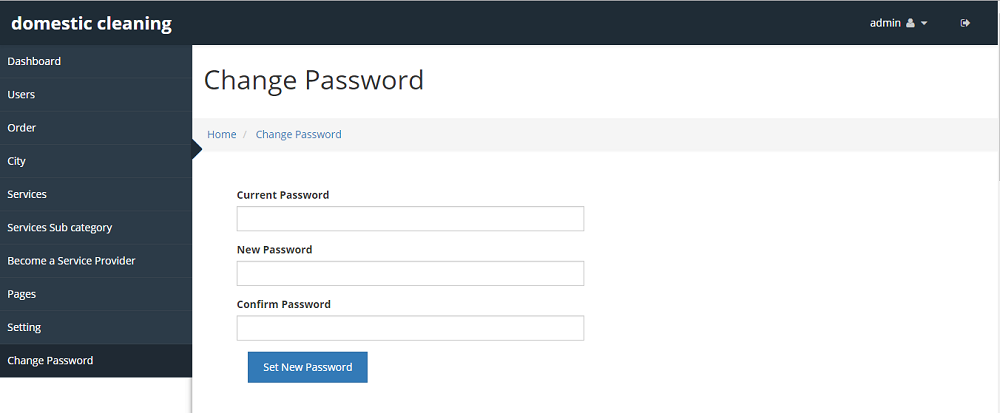 domestic cleaning
admin
Dashboard
Users
Order
City
Services
Services Sub category
Become a Service Provider
Pages
Setting
Change Password
Change Password
Home / Change Password
Current Password
New Password
Confirm Password
Set New Password